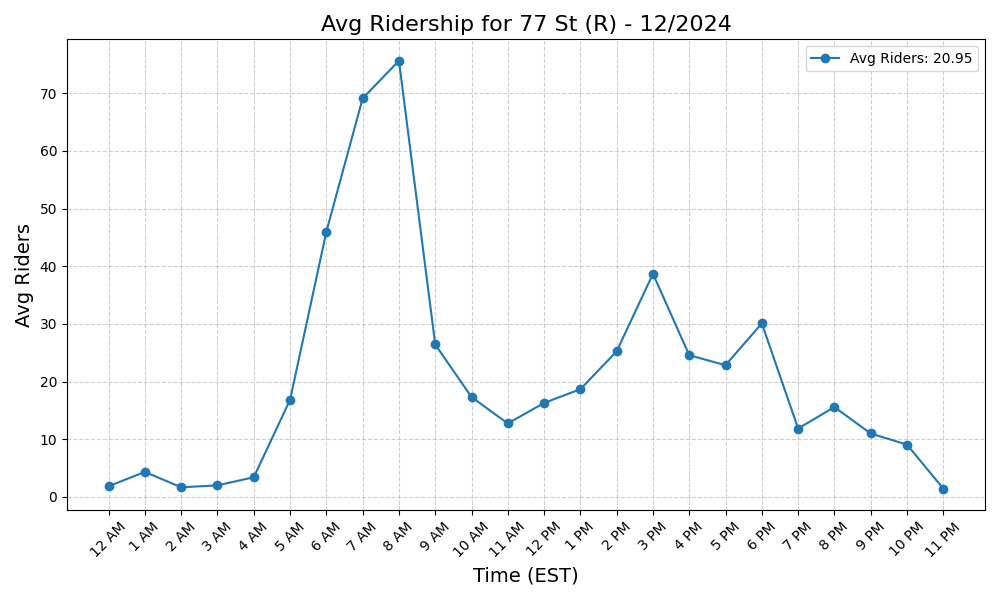 Avg Ridership for 77 St (R) - 12/2024
Avg Riders: 20.95
Avg Riders
70
60
50
40
30
20
10
0
12 AM
1 AM
2 AM
3 AM
4 AM
5 AM
6 AM
7 AM
8 AM
9 AM
10 AM
11 AM
12 PM
1 PM
2 PM
3 PM
4 PM
5 PM
6 PM
7 PM
8 PM
9 PM
10 PM
11 PM
Time (EST)